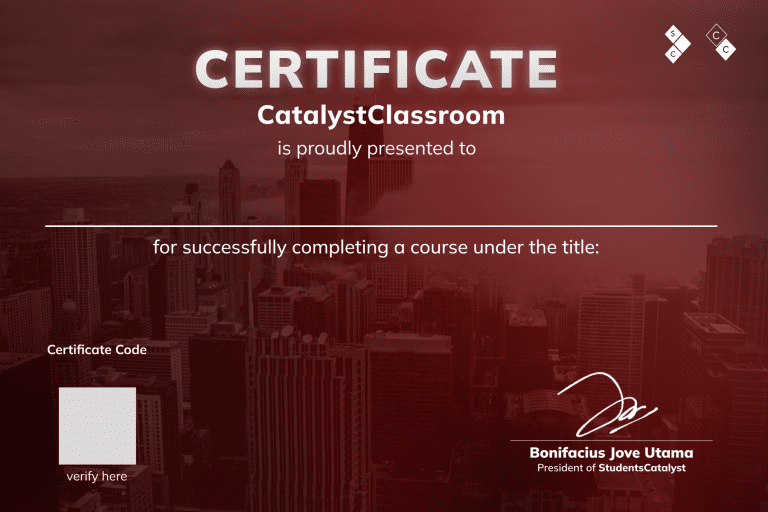 S
C
C
C
CERTIFICATE
CatalystClassroom
is proudly presented to
for successfully completing a course under the title:
Certificate Code
verify here
Bonifacius Jove Utama
President of StudentsCatalyst